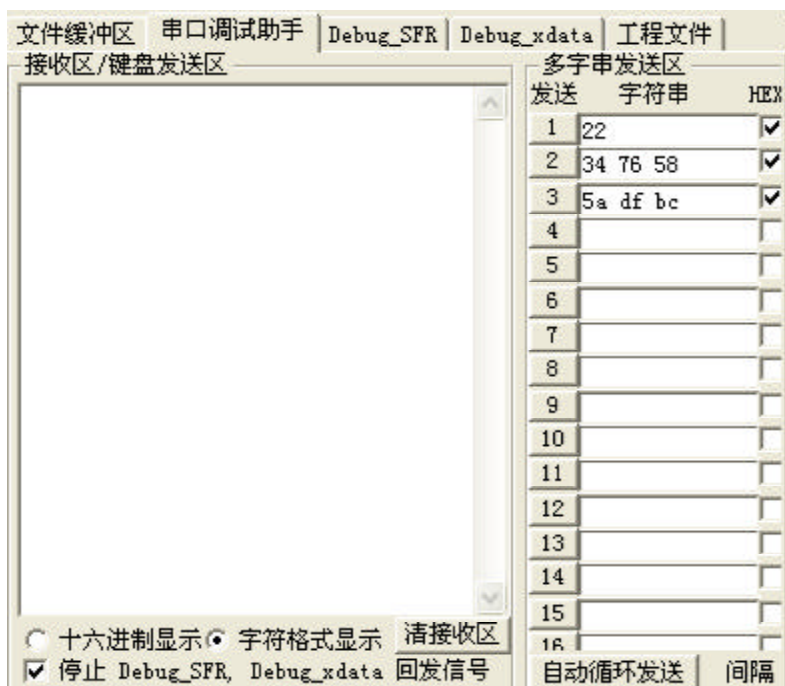 文件缓冲区 串口调试助手 Debug_SFR Debug_xdata 工程文件
接收区/键盘发送区
多字串发送区
发送 字符串 HEX
1 22
2 34 76 58
3 5a df bc
4
5
6
7
8
9
10
11
12
13
14
15
16
十六进制显示 字符格式显示 清接收区
停止 Debug_SFR, Debug_xdata 回发信号
自动循环发送 间隔